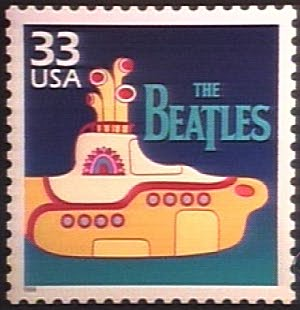 33
USA
THE
BEATLES